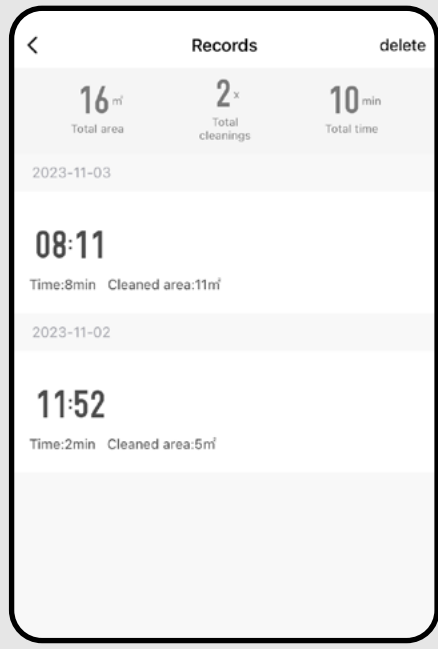 < Records delete
16㎡ 2x 10min
Total area Total cleanings Total time
2023-11-03
08:11
Time:8min Cleaned area:11㎡
2023-11-02
11:52
Time:2min Cleaned area:5㎡